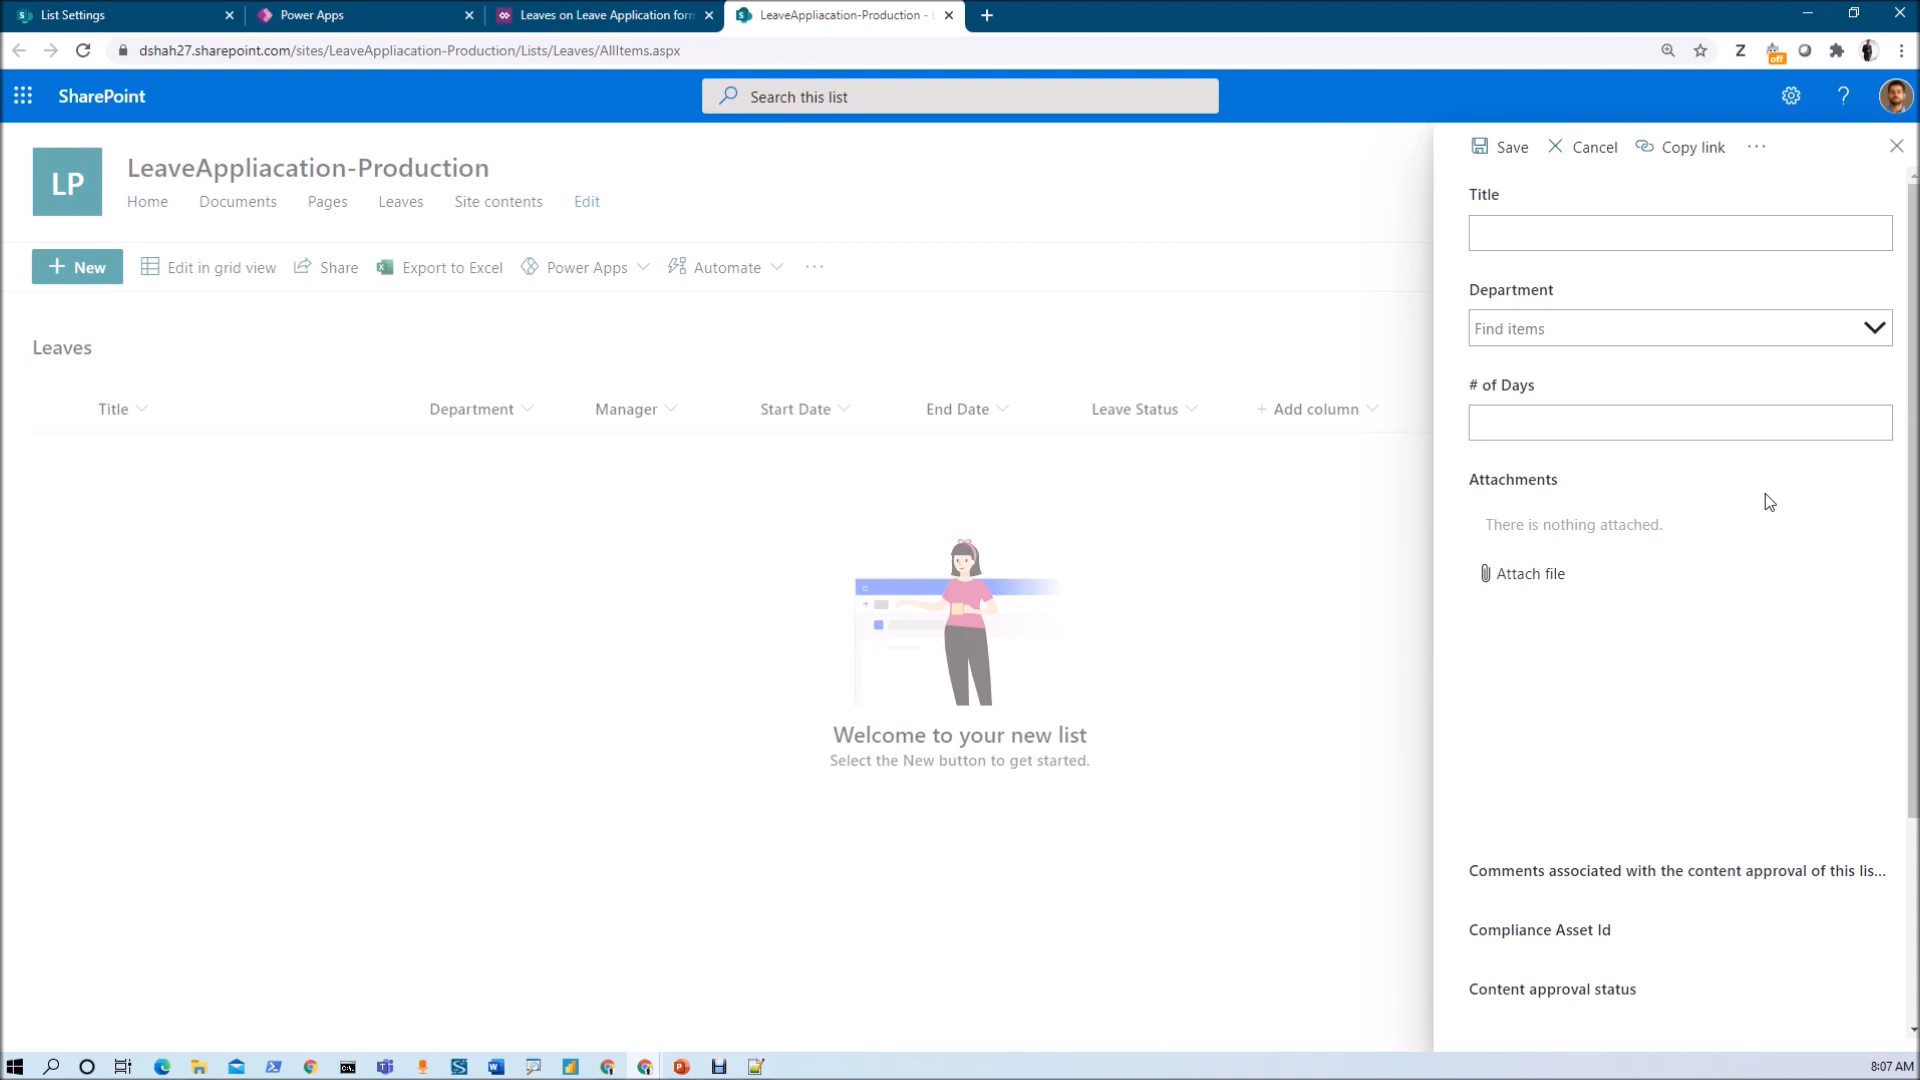 List Settings
Power Apps
Leaves on Leave Application form
LeaveAppliacation-Production -
dshah27.sharepoint.com/sites/LeaveAppliacation-Production/Lists/Leaves/AllItems.aspx
Z
off
SharePoint
Search this list
LP
LeaveAppliacation-Production
Home Documents Pages Leaves Site contents Edit
+ New Edit in grid view Share Export to Excel Power Apps Automate ...
Leaves
Title Department Manager Start Date End Date Leave Status + Add column
Welcome to your new list
Select the New button to get started.
Save Cancel Copy link ...
Title
Department
Find items
# of Days
Attachments
There is nothing attached.
Attach file
Comments associated with the content approval of this lis...
Compliance Asset Id
Content approval status
8:07 AM